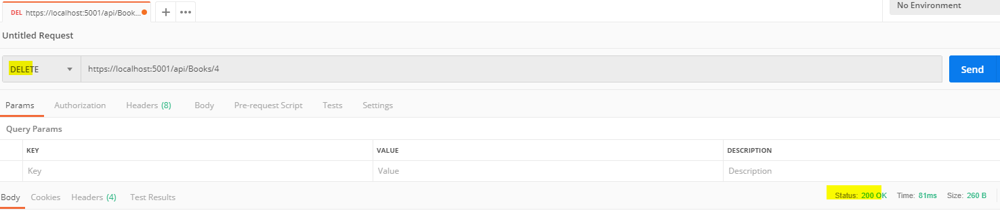 DEL https://localhost:5001/api/Book... + ••• No Environment
Untitled Request
DELETE https://localhost:5001/api/Books/4 Send
Params Authorization Headers (8) Body Pre-request Script Tests Settings
Query Params
KEY VALUE DESCRIPTION
Key Value Description
Body Cookies Headers (4) Test Results Status: 200 OK Time: 81ms Size: 260 B